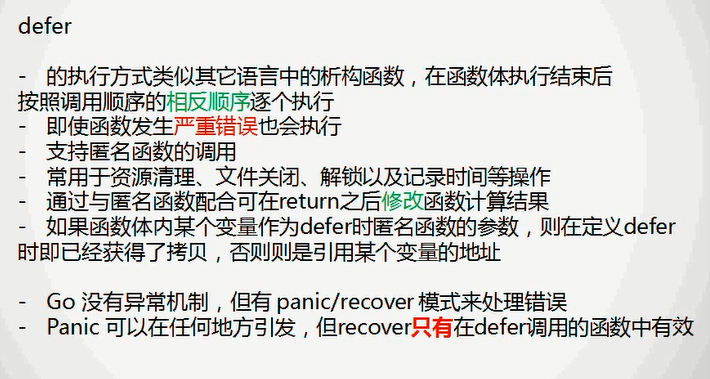 defer
- 的执行方式类似其它语言中的析构函数，在函数体执行结束后
按照调用顺序的相反顺序逐个执行
- 即使函数发生严重错误也会执行
- 支持匿名函数的调用
- 常用于资源清理、文件关闭、解锁以及记录时间等操作
- 通过与匿名函数配合可在return之后修改函数计算结果
- 如果函数体内某个变量作为defer时匿名函数的参数，则在定义defer
时即已经获得了拷贝，否则则是引用某个变量的地址
- Go 没有异常机制，但有 panic/recover 模式来处理错误
- Panic 可以在任何地方引发，但recover只有在defer调用的函数中有效